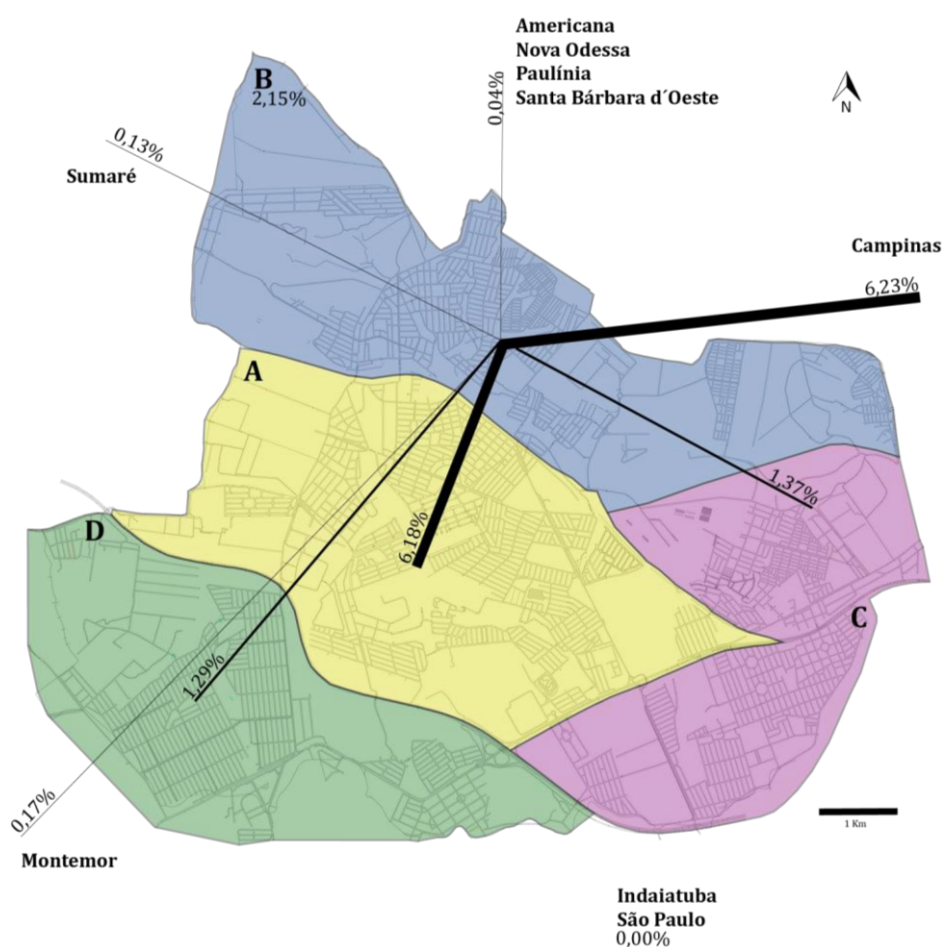 Americana
Nova Odessa
Paulínia
Santa Bárbara d´Oeste
0,04%
N
B
2,15%
0,13%
Sumaré
Campinas
6,23%
A
1,37%
6,18%
D
C
1,29%
0,17%
Montemor
1 Km
Indaiatuba
São Paulo
0,00%